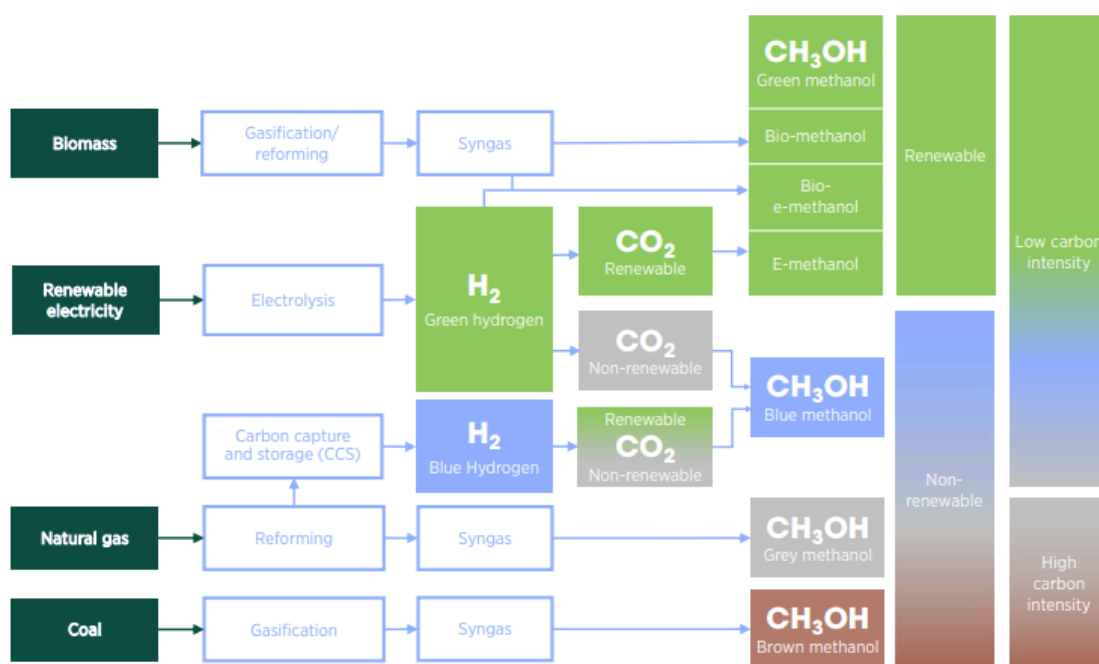 CH₃OH
Green methanol
Biomass
Gasification/
reforming
Syngas
Bio-methanol
Renewable
Bio-
e-methanol
CO₂
Renewable
E-methanol
Low carbon
intensity
Renewable
electricity
Electrolysis
H₂
Green hydrogen
CO₂
Non-renewable
CH₃OH
Blue methanol
Carbon capture
and storage (CCS)
H₂
Blue Hydrogen
Renewable
CO₂
Non-renewable
Non-
renewable
Natural gas
Reforming
Syngas
CH₃OH
Grey methanol
High
carbon
intensity
Coal
Gasification
Syngas
CH₃OH
Brown methanol